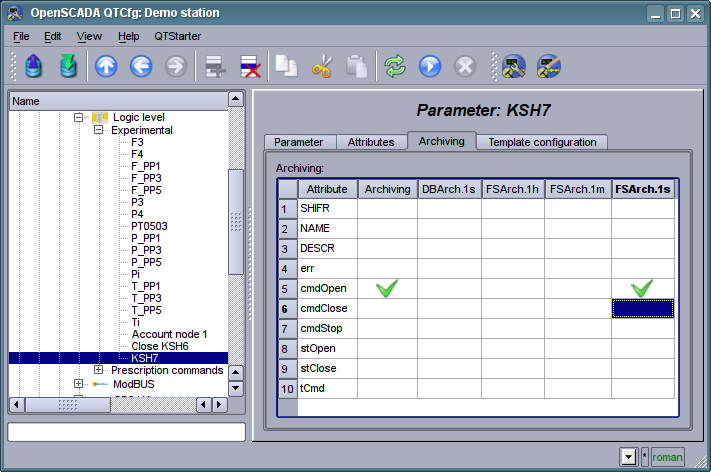 OpenSCADA QTCfg: Demo station
File Edit View Help QTStarter
Name
Logic level
Experimental
F3
F4
F_PP1
F_PP3
F_PP5
P3
P4
PT0503
P_PP1
P_PP3
P_PP5
Pi
T_PP1
T_PP3
T_PP5
Ti
Account node 1
Close KSH6
KSH7
Prescription commands
ModBUS
Parameter: KSH7
Parameter Attributes Archiving Template configuration
Archiving:
Attribute Archiving DBArch.1s FSArch.1h FSArch.1m FSArch.1s
1 SHIFR
2 NAME
3 DESCR
4 err
5 cmdOpen
6 cmdClose
7 cmdStop
8 stOpen
9 stClose
10 tCmd
* roman